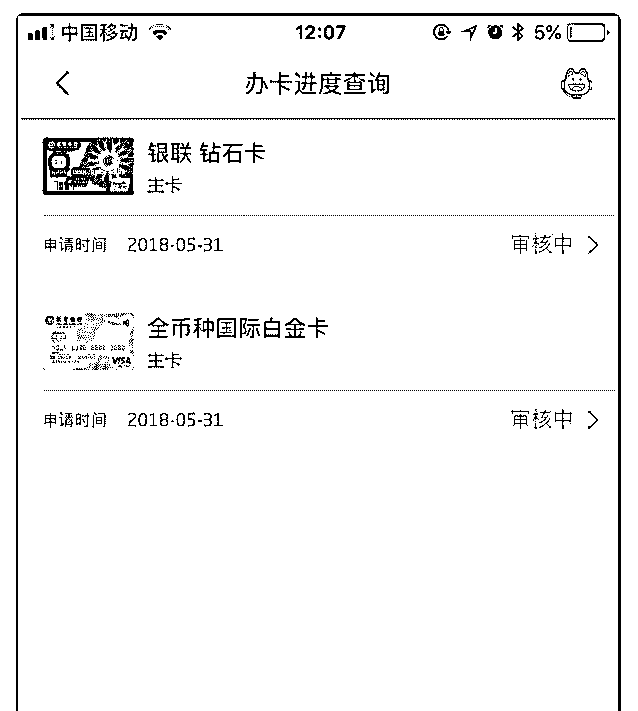 中国移动 12:07 5%
办卡进度查询
银联 钻石卡
主卡
申请时间 2018-05-31 审核中
全币种国际白金卡
VISA
主卡
申请时间 2018-05-31 审核中